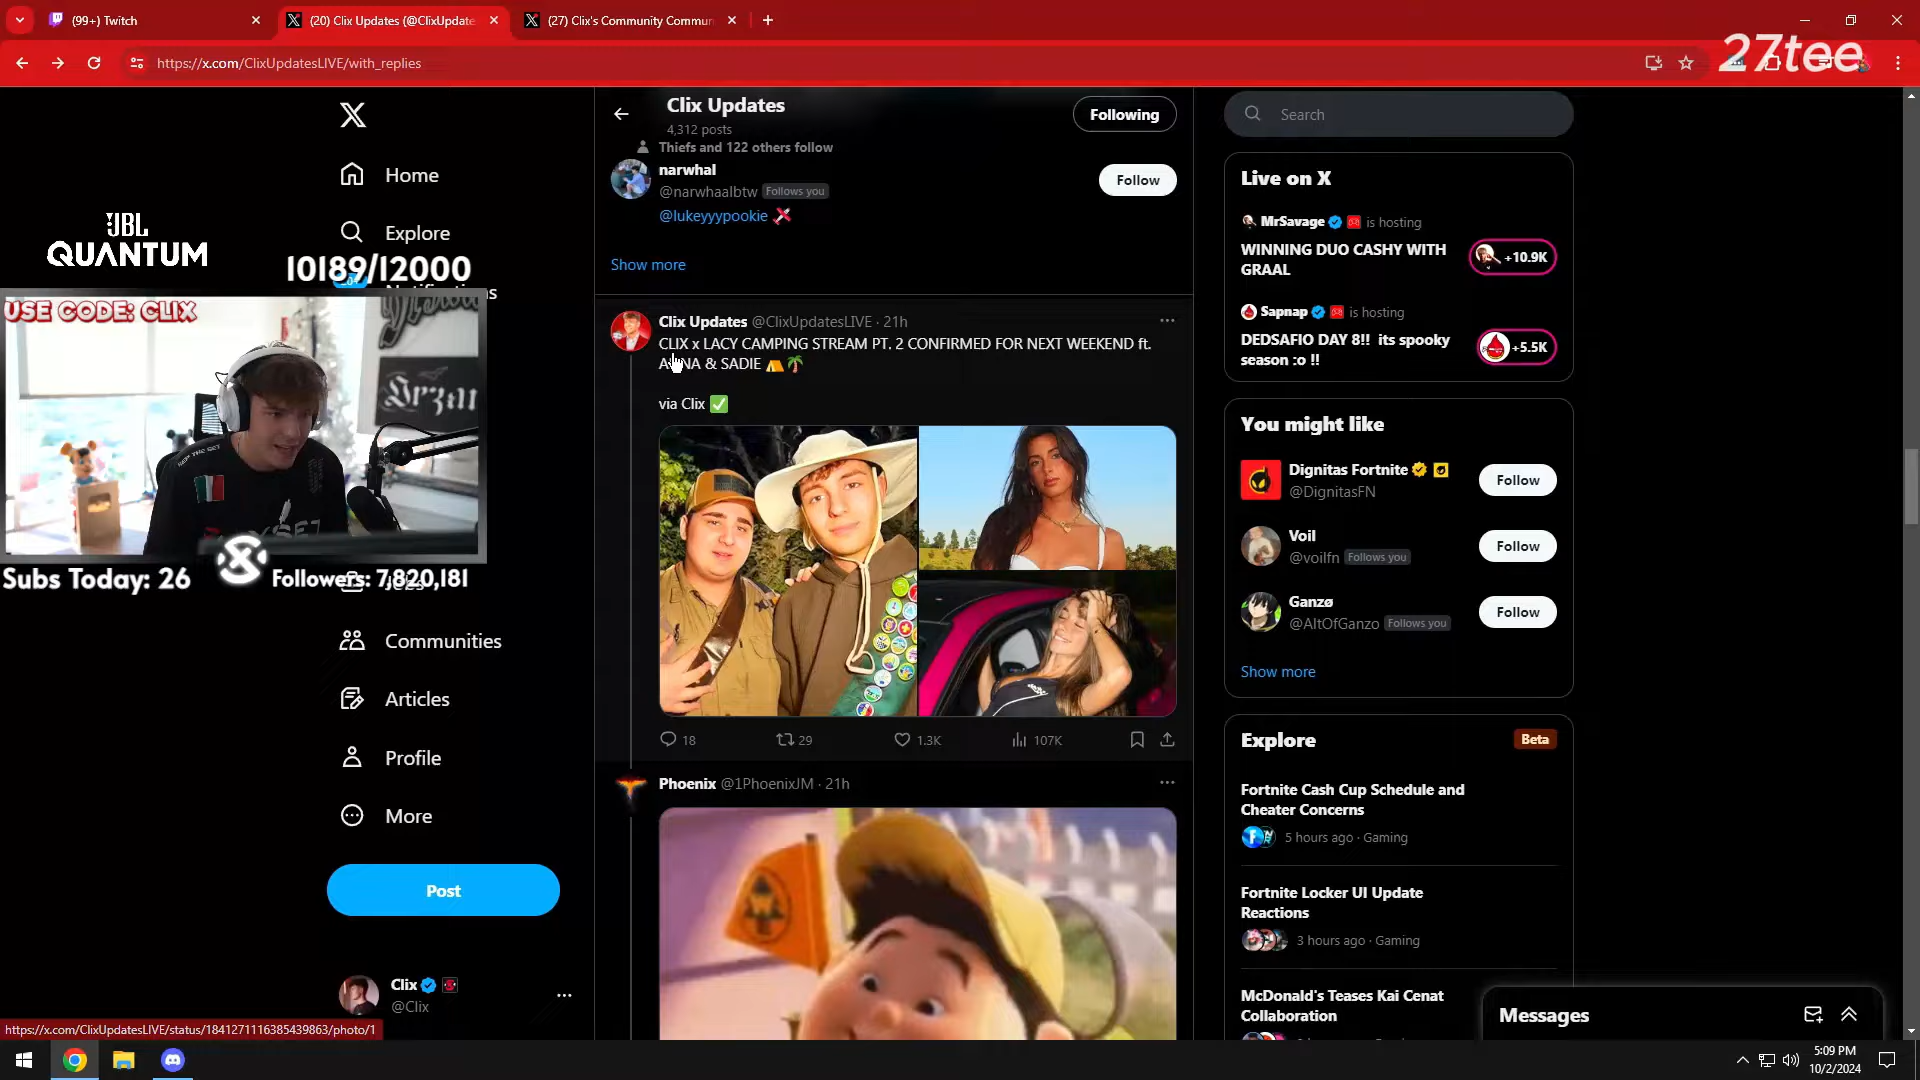 (99+) Twitch
(20) Clix Updates (@ClixUpdate
(27) Clix's Community Commun
27tee
https://x.com/ClixUpdatesLIVE/with_replies
Clix Updates
4,312 posts
Following
Thiefs and 122 others follow
narwhal
@narwhaalbtw Follows you
@lukeyyypookie
Follow
Show more
Home
Explore
JBL
QUANTUM
10189/12000
USE CODE: CLIX
Subs Today: 26
Followers: 7,820,181
Communities
Articles
Profile
More
Post
Clix
@Clix
Clix Updates @ClixUpdatesLIVE · 21h
CLIX x LACY CAMPING STREAM PT. 2 CONFIRMED FOR NEXT WEEKEND ft.
& SADIE ⛺🌴
via Clix ✅
18
29
1.3K
107K
Phoenix @1PhoenixJM · 21h
Search
Live on X
MrSavage is hosting
WINNING DUO CASHY WITH
GRAAL
+10.9K
Sapnap is hosting
DEDSAFIO DAY 8!! its spooky
season :o !!
+5.5K
You might like
Dignitas Fortnite
@DignitasFN
Follow
Voil
@voilfn Follows you
Follow
Ganzø
@AltOfGanzo Follows you
Follow
Show more
Explore
Beta
Fortnite Cash Cup Schedule and
Cheater Concerns
5 hours ago · Gaming
Fortnite Locker UI Update
Reactions
3 hours ago · Gaming
McDonald's Teases Kai Cenat
Collaboration
Messages
https://x.com/ClixUpdatesLIVE/status/1841271116385439863/photo/1
5:09 PM
10/2/2024